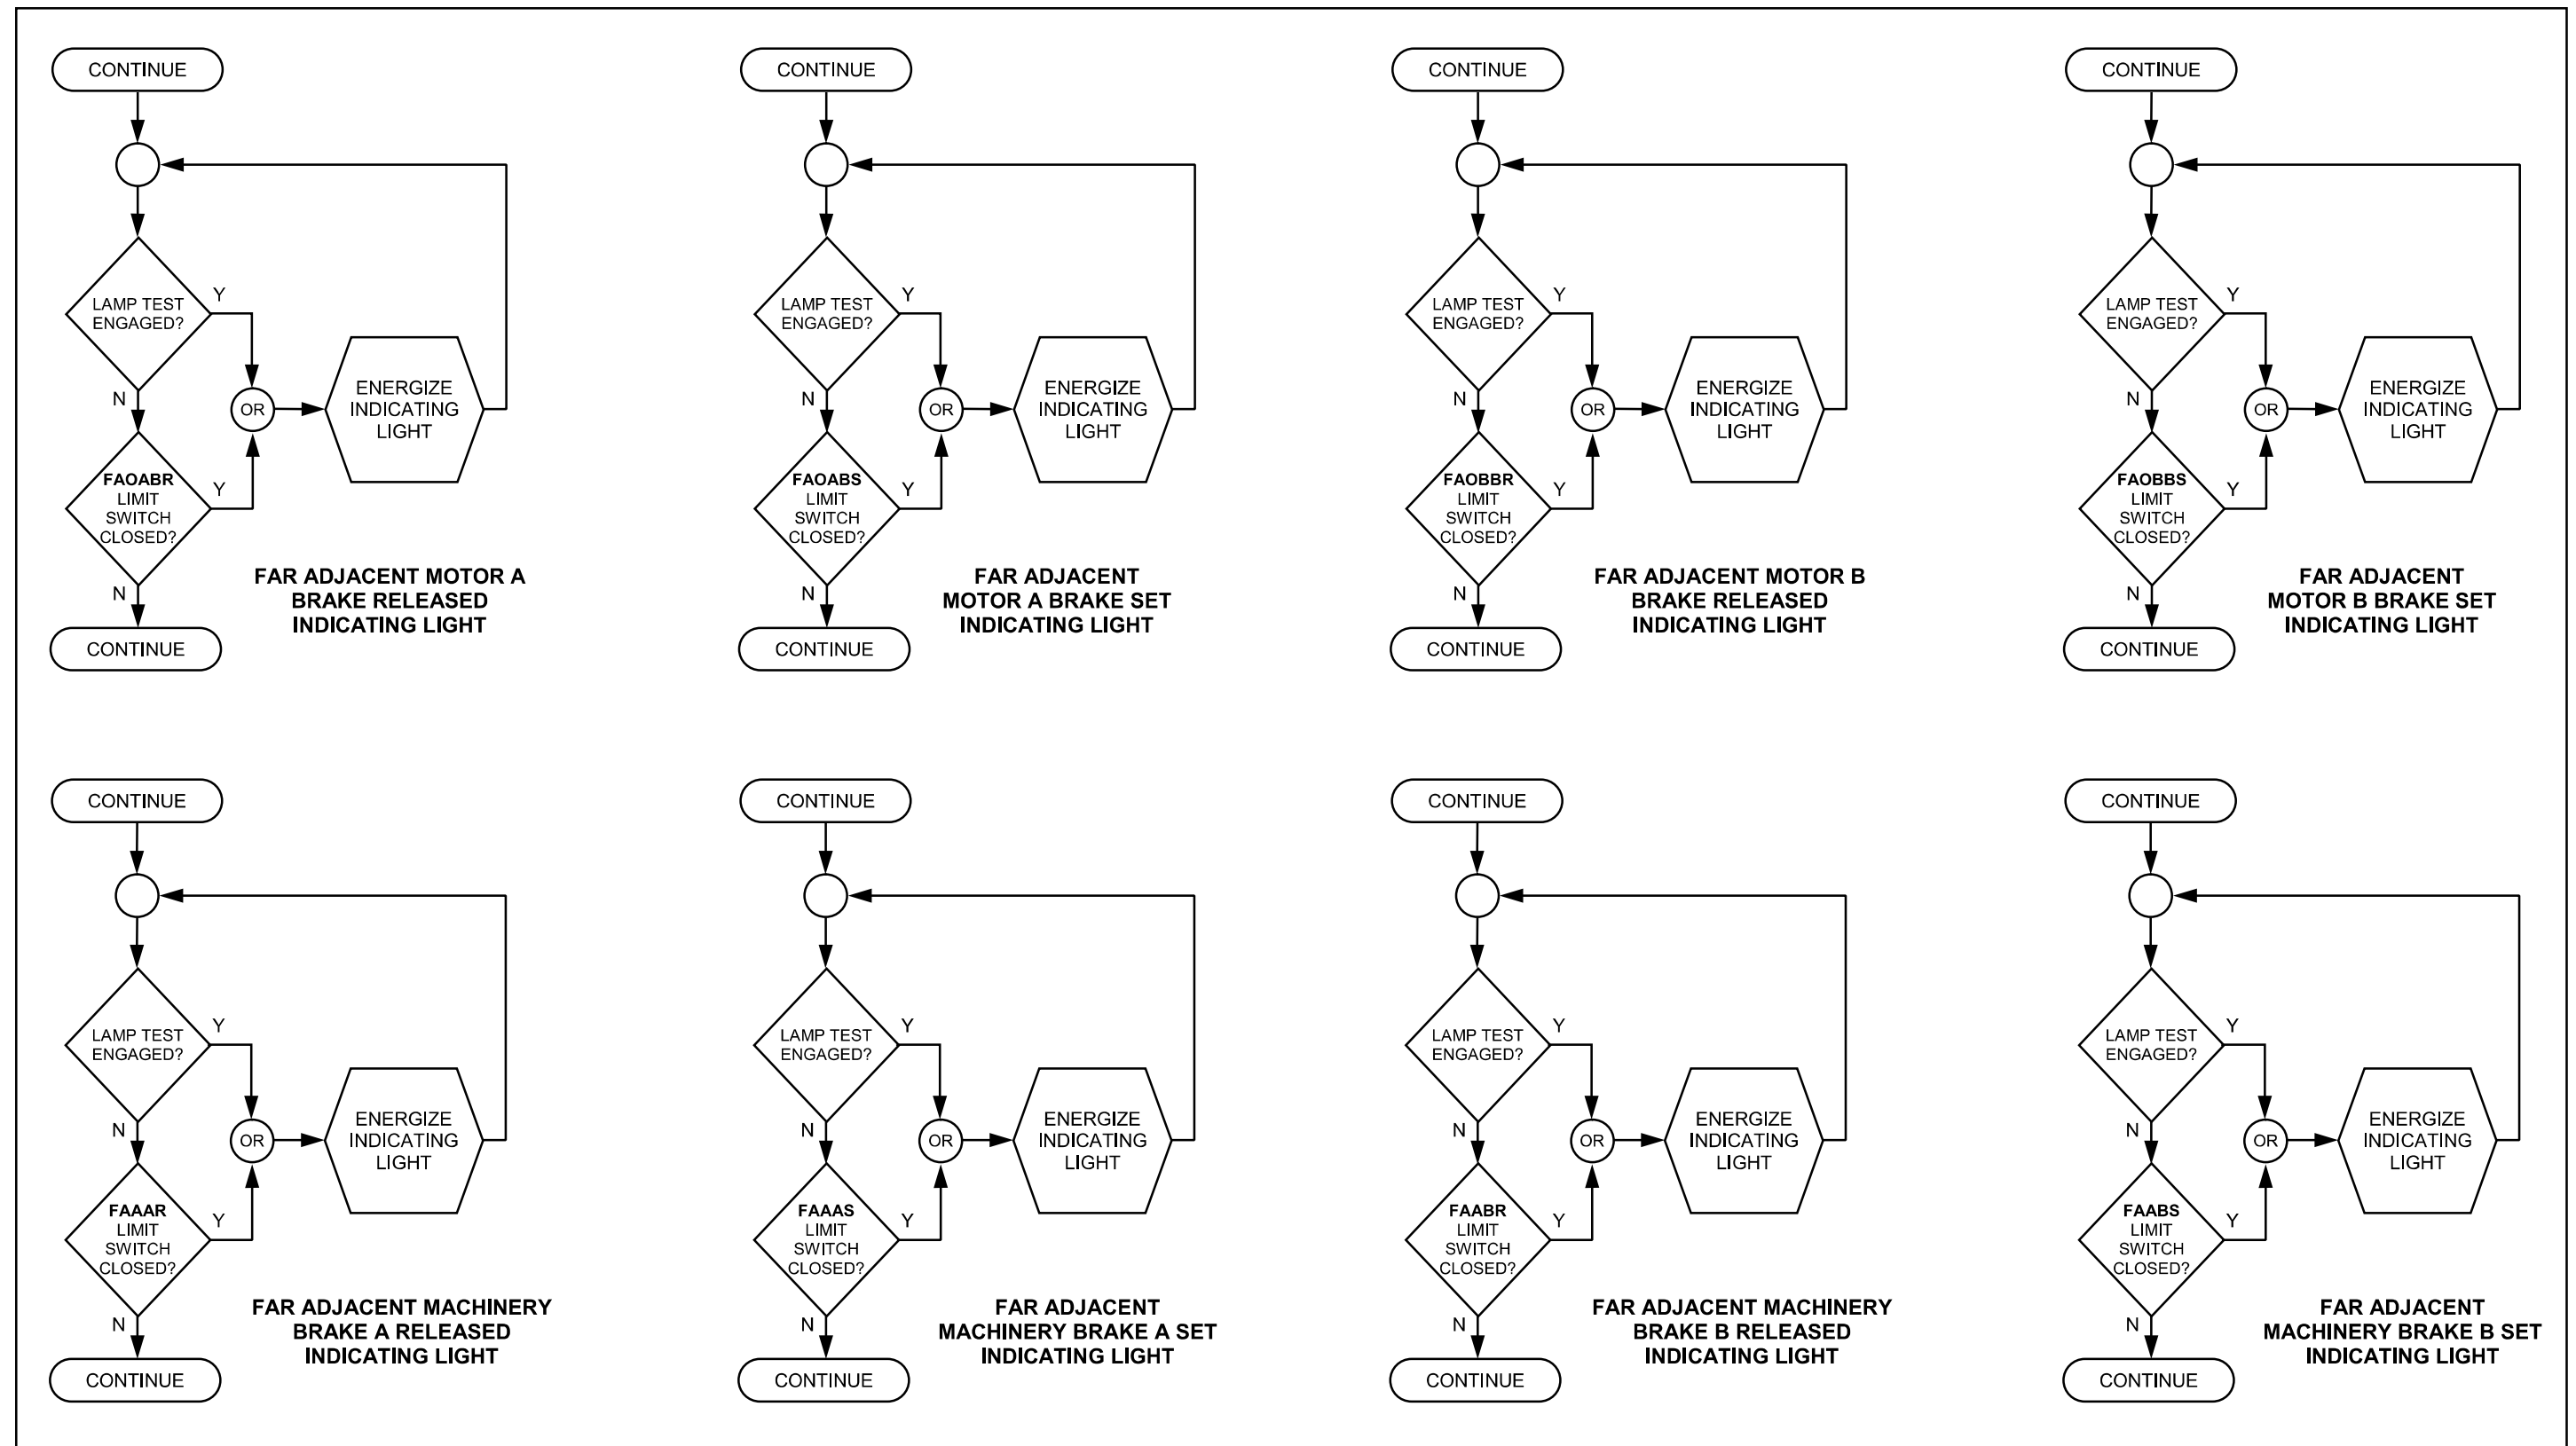 CONTINUE
LAMP TEST
ENGAGED?
Y
N
OR
ENERGIZE
INDICATING
LIGHT
FAOABR
LIMIT
SWITCH
CLOSED?
Y
N
FAR ADJACENT MOTOR A
BRAKE RELEASED
INDICATING LIGHT
CONTINUE
CONTINUE
LAMP TEST
ENGAGED?
Y
N
OR
ENERGIZE
INDICATING
LIGHT
FAOABS
LIMIT
SWITCH
CLOSED?
Y
N
FAR ADJACENT
MOTOR A BRAKE SET
INDICATING LIGHT
CONTINUE
CONTINUE
LAMP TEST
ENGAGED?
Y
N
OR
ENERGIZE
INDICATING
LIGHT
FAOBBR
LIMIT
SWITCH
CLOSED?
Y
N
FAR ADJACENT MOTOR B
BRAKE RELEASED
INDICATING LIGHT
CONTINUE
CONTINUE
LAMP TEST
ENGAGED?
Y
N
OR
ENERGIZE
INDICATING
LIGHT
FAOBBS
LIMIT
SWITCH
CLOSED?
Y
N
FAR ADJACENT
MOTOR B BRAKE SET
INDICATING LIGHT
CONTINUE
CONTINUE
LAMP TEST
ENGAGED?
Y
N
OR
ENERGIZE
INDICATING
LIGHT
FAAAR
LIMIT
SWITCH
CLOSED?
Y
N
FAR ADJACENT MACHINERY
BRAKE A RELEASED
INDICATING LIGHT
CONTINUE
CONTINUE
LAMP TEST
ENGAGED?
Y
N
OR
ENERGIZE
INDICATING
LIGHT
FAAAS
LIMIT
SWITCH
CLOSED?
Y
N
FAR ADJACENT
MACHINERY BRAKE A SET
INDICATING LIGHT
CONTINUE
CONTINUE
LAMP TEST
ENGAGED?
Y
N
OR
ENERGIZE
INDICATING
LIGHT
FAABR
LIMIT
SWITCH
CLOSED?
Y
N
FAR ADJACENT MACHINERY
BRAKE B RELEASED
INDICATING LIGHT
CONTINUE
CONTINUE
LAMP TEST
ENGAGED?
Y
N
OR
ENERGIZE
INDICATING
LIGHT
FAABS
LIMIT
SWITCH
CLOSED?
Y
N
FAR ADJACENT
MACHINERY BRAKE B SET
INDICATING LIGHT
CONTINUE